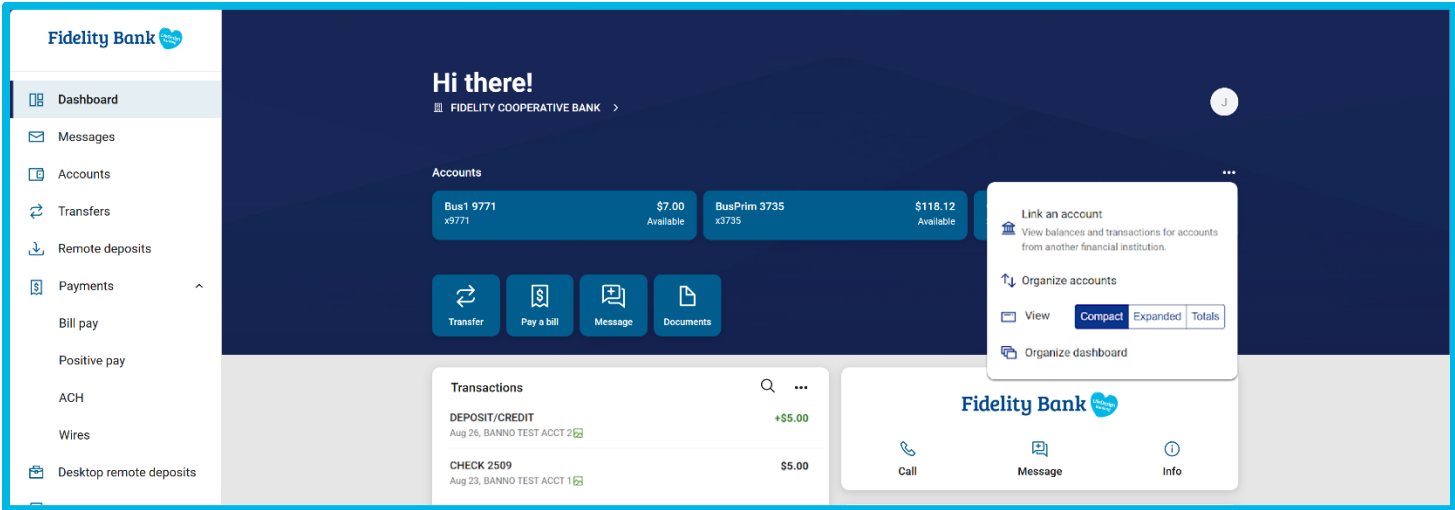 Fidelity Bank
Dashboard
Messages
Accounts
Transfers
Remote deposits
Payments
Bill pay
Positive pay
ACH
Wires
Desktop remote deposits
Hi there!
FIDELITY COOPERATIVE BANK
J
Accounts
Bus1 9771 $7.00
x9771 Available
BusPrim 3735 $118.12
x3735 Available
Link an account
View balances and transactions for accounts
from another financial institution.
Organize accounts
View Compact Expanded Totals
Organize dashboard
Transfer
Pay a bill
Message
Documents
Transactions
DEPOSIT/CREDIT +$5.00
Aug 26, BANNO TEST ACCT 2
CHECK 2509 $5.00
Aug 23, BANNO TEST ACCT 1
Fidelity Bank
Call
Message
Info